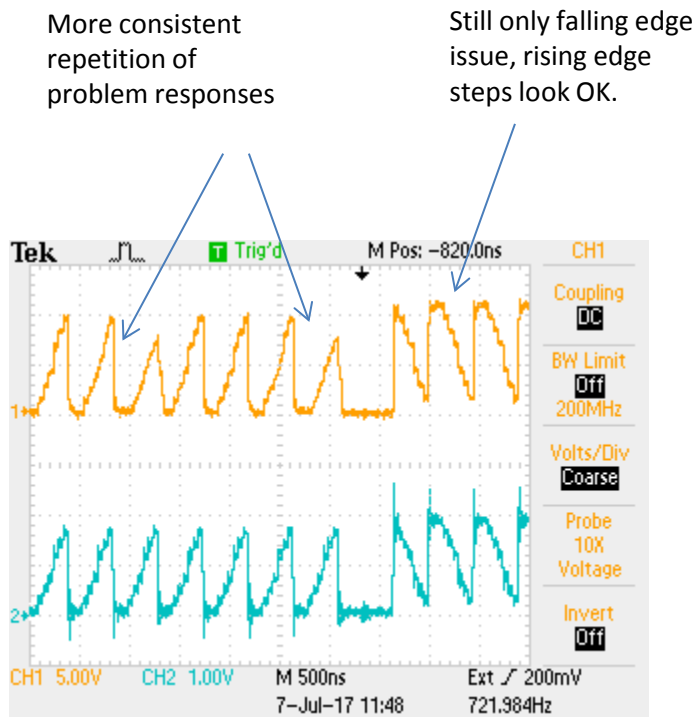 More consistent
repetition of
problem responses
Still only falling edge
issue, rising edge
steps look OK.
Tek T Trig'd M Pos: -820.0ns CH1
Coupling
DC
BW Limit
Off
200MHz
Volts/Div
Coarse
Probe
10X
Voltage
Invert
Off
1
2
CH1 5.00V CH2 1.00V M 500ns Ext / 200mV
7-Jul-17 11:48 721.984Hz